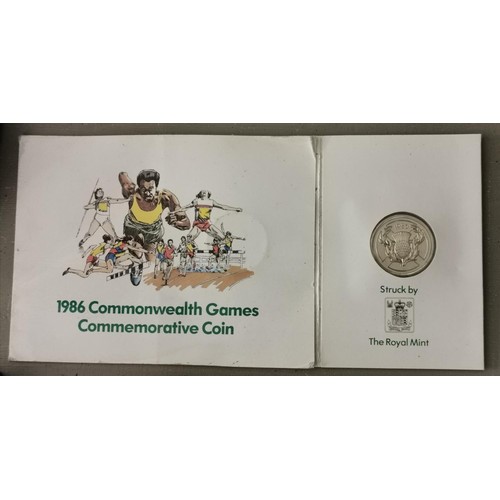 1986 Commonwealth Games
Commemorative Coin
Struck by
The Royal Mint